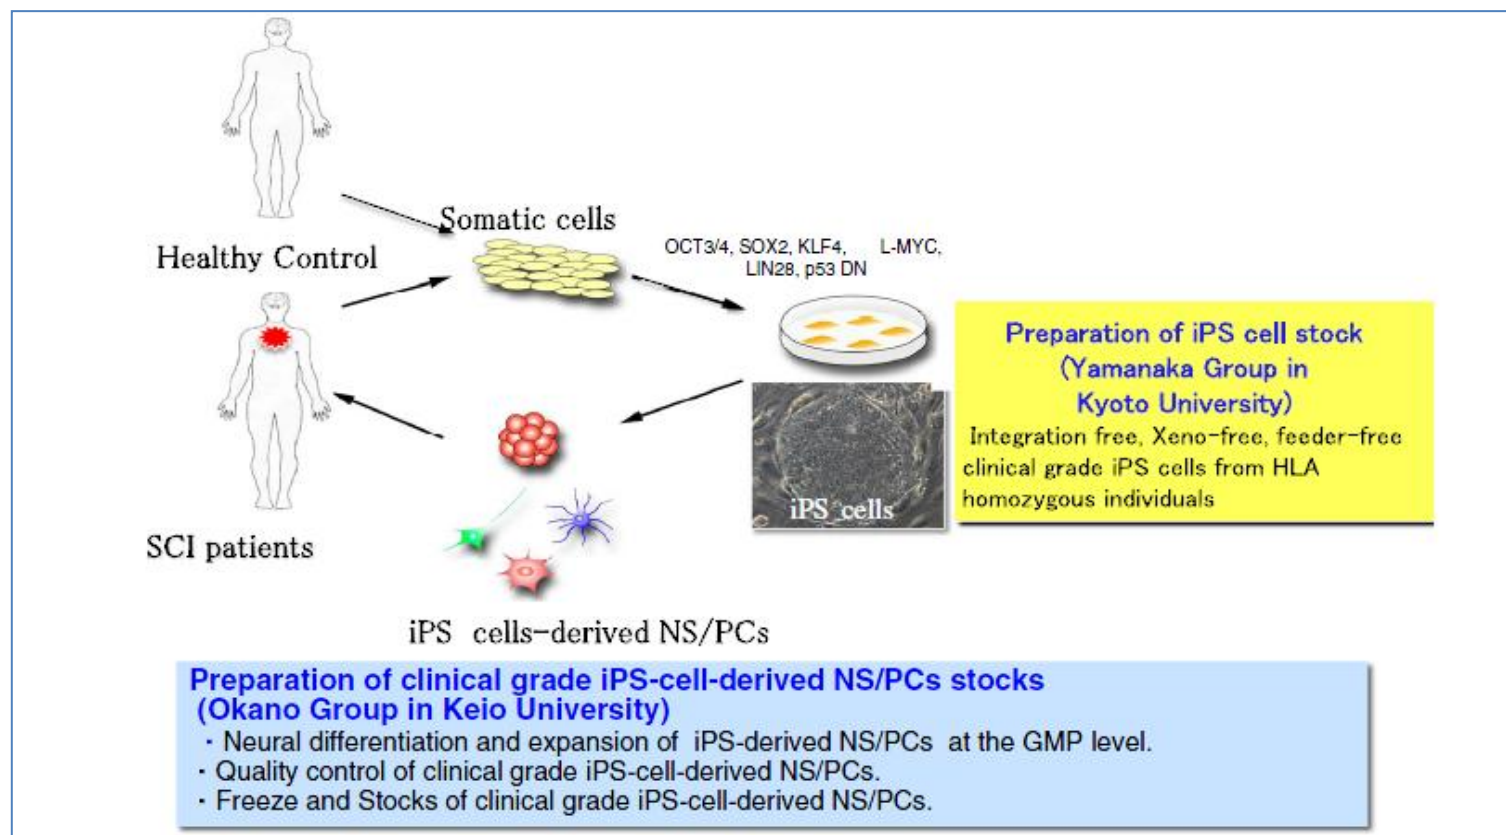 Somatic cells
Healthy Control
OCT3/4, SOX2, KLF4, L-MYC,
LIN28, p53 DN
Preparation of iPS cell stock
(Yamanaka Group in
Kyoto University)
Integration free, Xeno-free, feeder-free
clinical grade iPS cells from HLA
homozygous individuals
iPS cells
SCI patients
iPS cells-derived NS/PCs
Preparation of clinical grade iPS-cell-derived NS/PCs stocks
(Okano Group in Keio University)
・Neural differentiation and expansion of iPS-derived NS/PCs at the GMP level.
・Quality control of clinical grade iPS-cell-derived NS/PCs.
・Freeze and Stocks of clinical grade iPS-cell-derived NS/PCs.